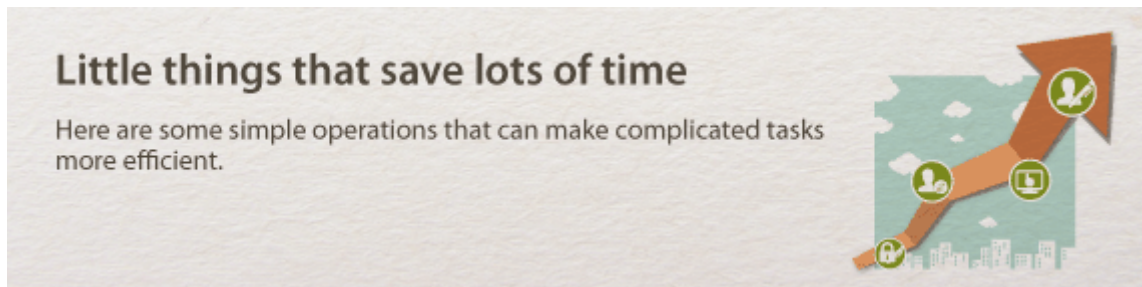 Little things that save lots of time
Here are some simple operations that can make complicated tasks
more efficient.